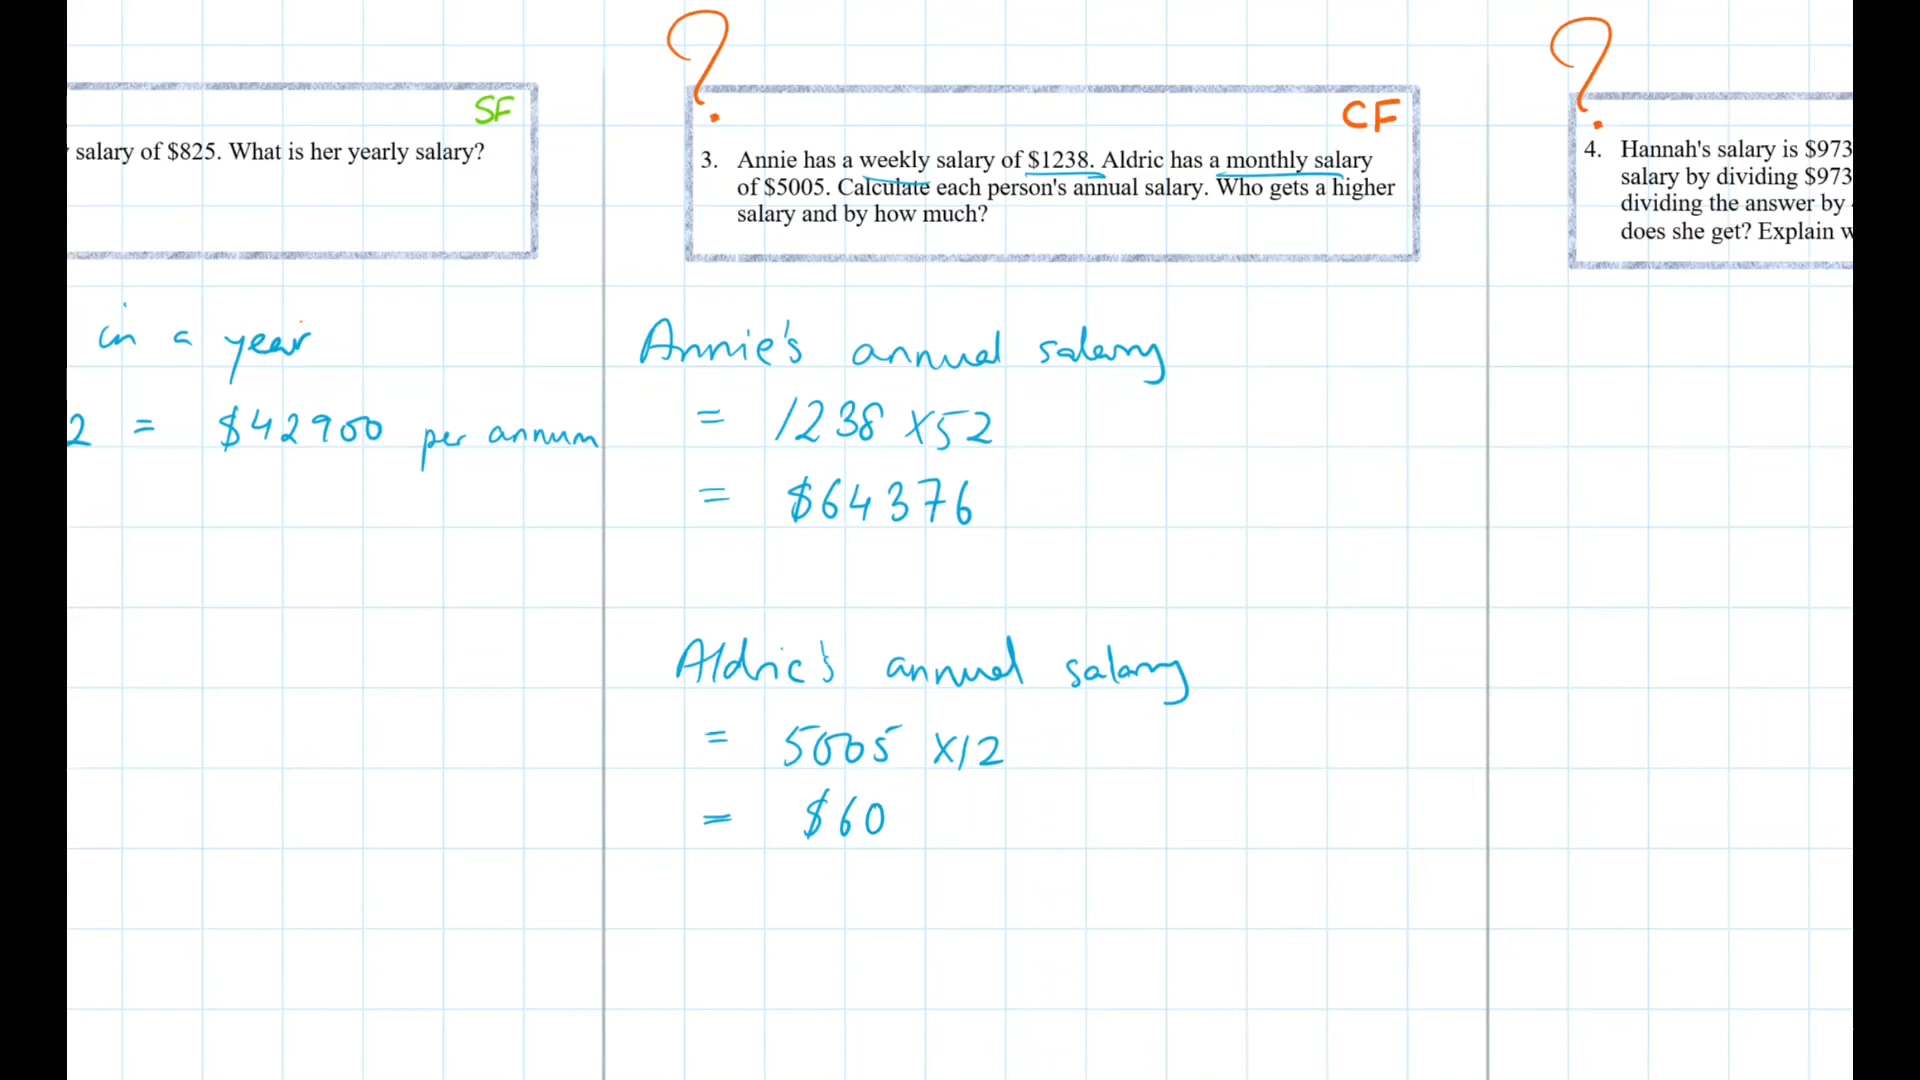 SF
salary of $825. What is her yearly salary?
in a year
2 = $42900 per annum
?
CF
3. Annie has a weekly salary of $1238. Aldric has a monthly salary
of $5005. Calculate each person's annual salary. Who gets a higher
salary and by how much?
Annie's annual salary
= 1238 x52
= $64376
Aldric's annual salary
= 5005 x12
= $60
?
4. Hannah's salary is $973
salary by dividing $973
dividing the answer by
does she get? Explain w